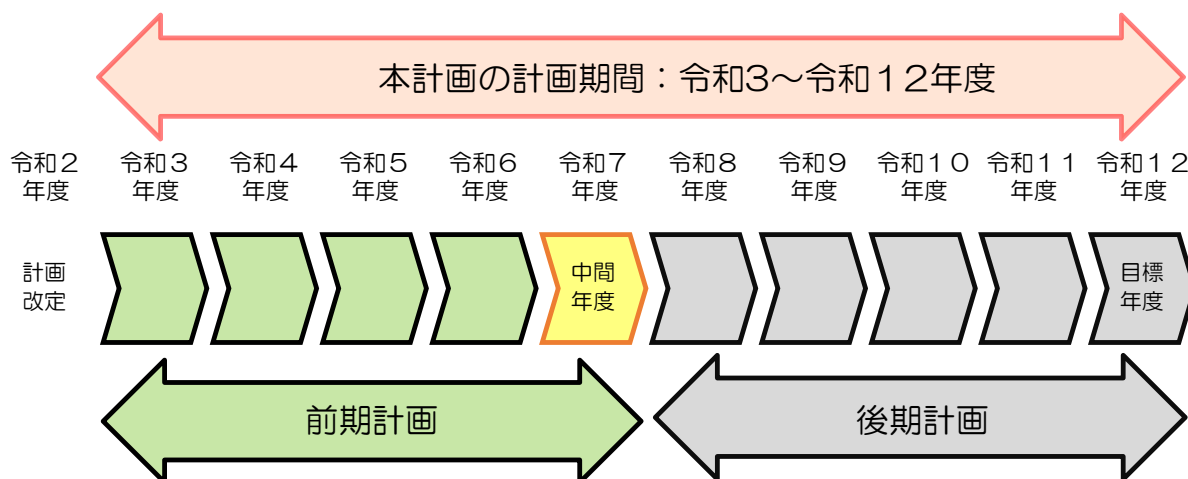 本計画の計画期間：令和3～令和１２年度
令和２
年度
令和３
年度
令和４
年度
令和５
年度
令和６
年度
令和７
年度
令和８
年度
令和９
年度
令和１０
年度
令和１１
年度
令和１２
年度
計画
改定
中間
年度
目標
年度
前期計画
後期計画